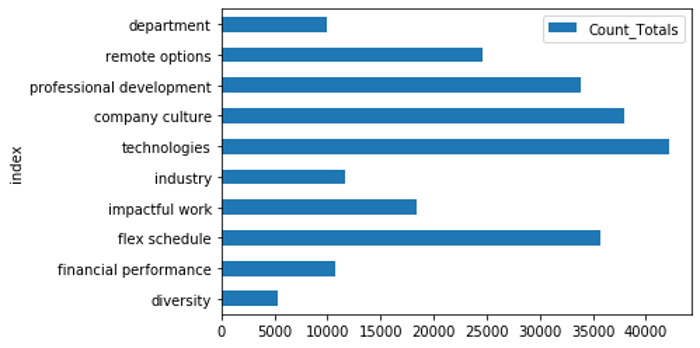 Count_Totals
department
remote options
professional development
company culture
technologies
industry
impactful work
flex schedule
financial performance
diversity
index
0 5000 10000 15000 20000 25000 30000 35000 40000